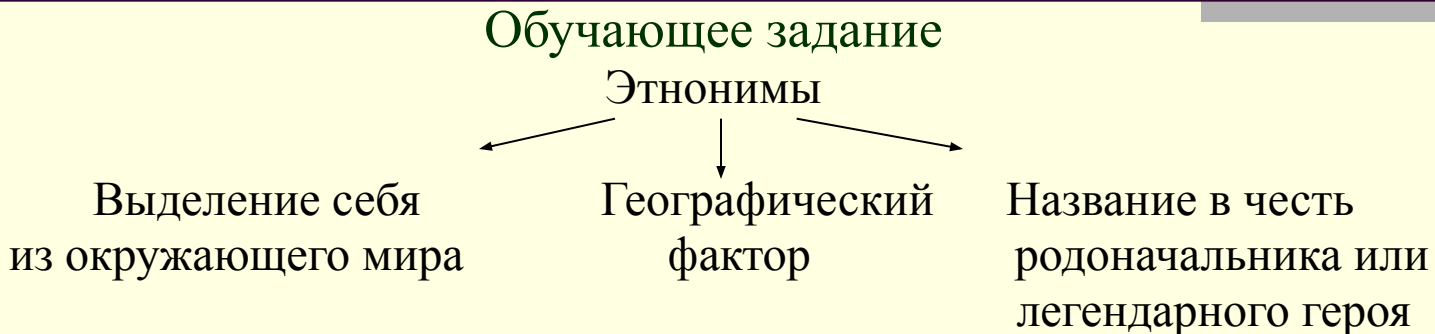 Обучающее задание
Этнонимы
Выделение себя
из окружающего мира
Географический
фактор
Название в честь
родоначальника или
легендарного героя